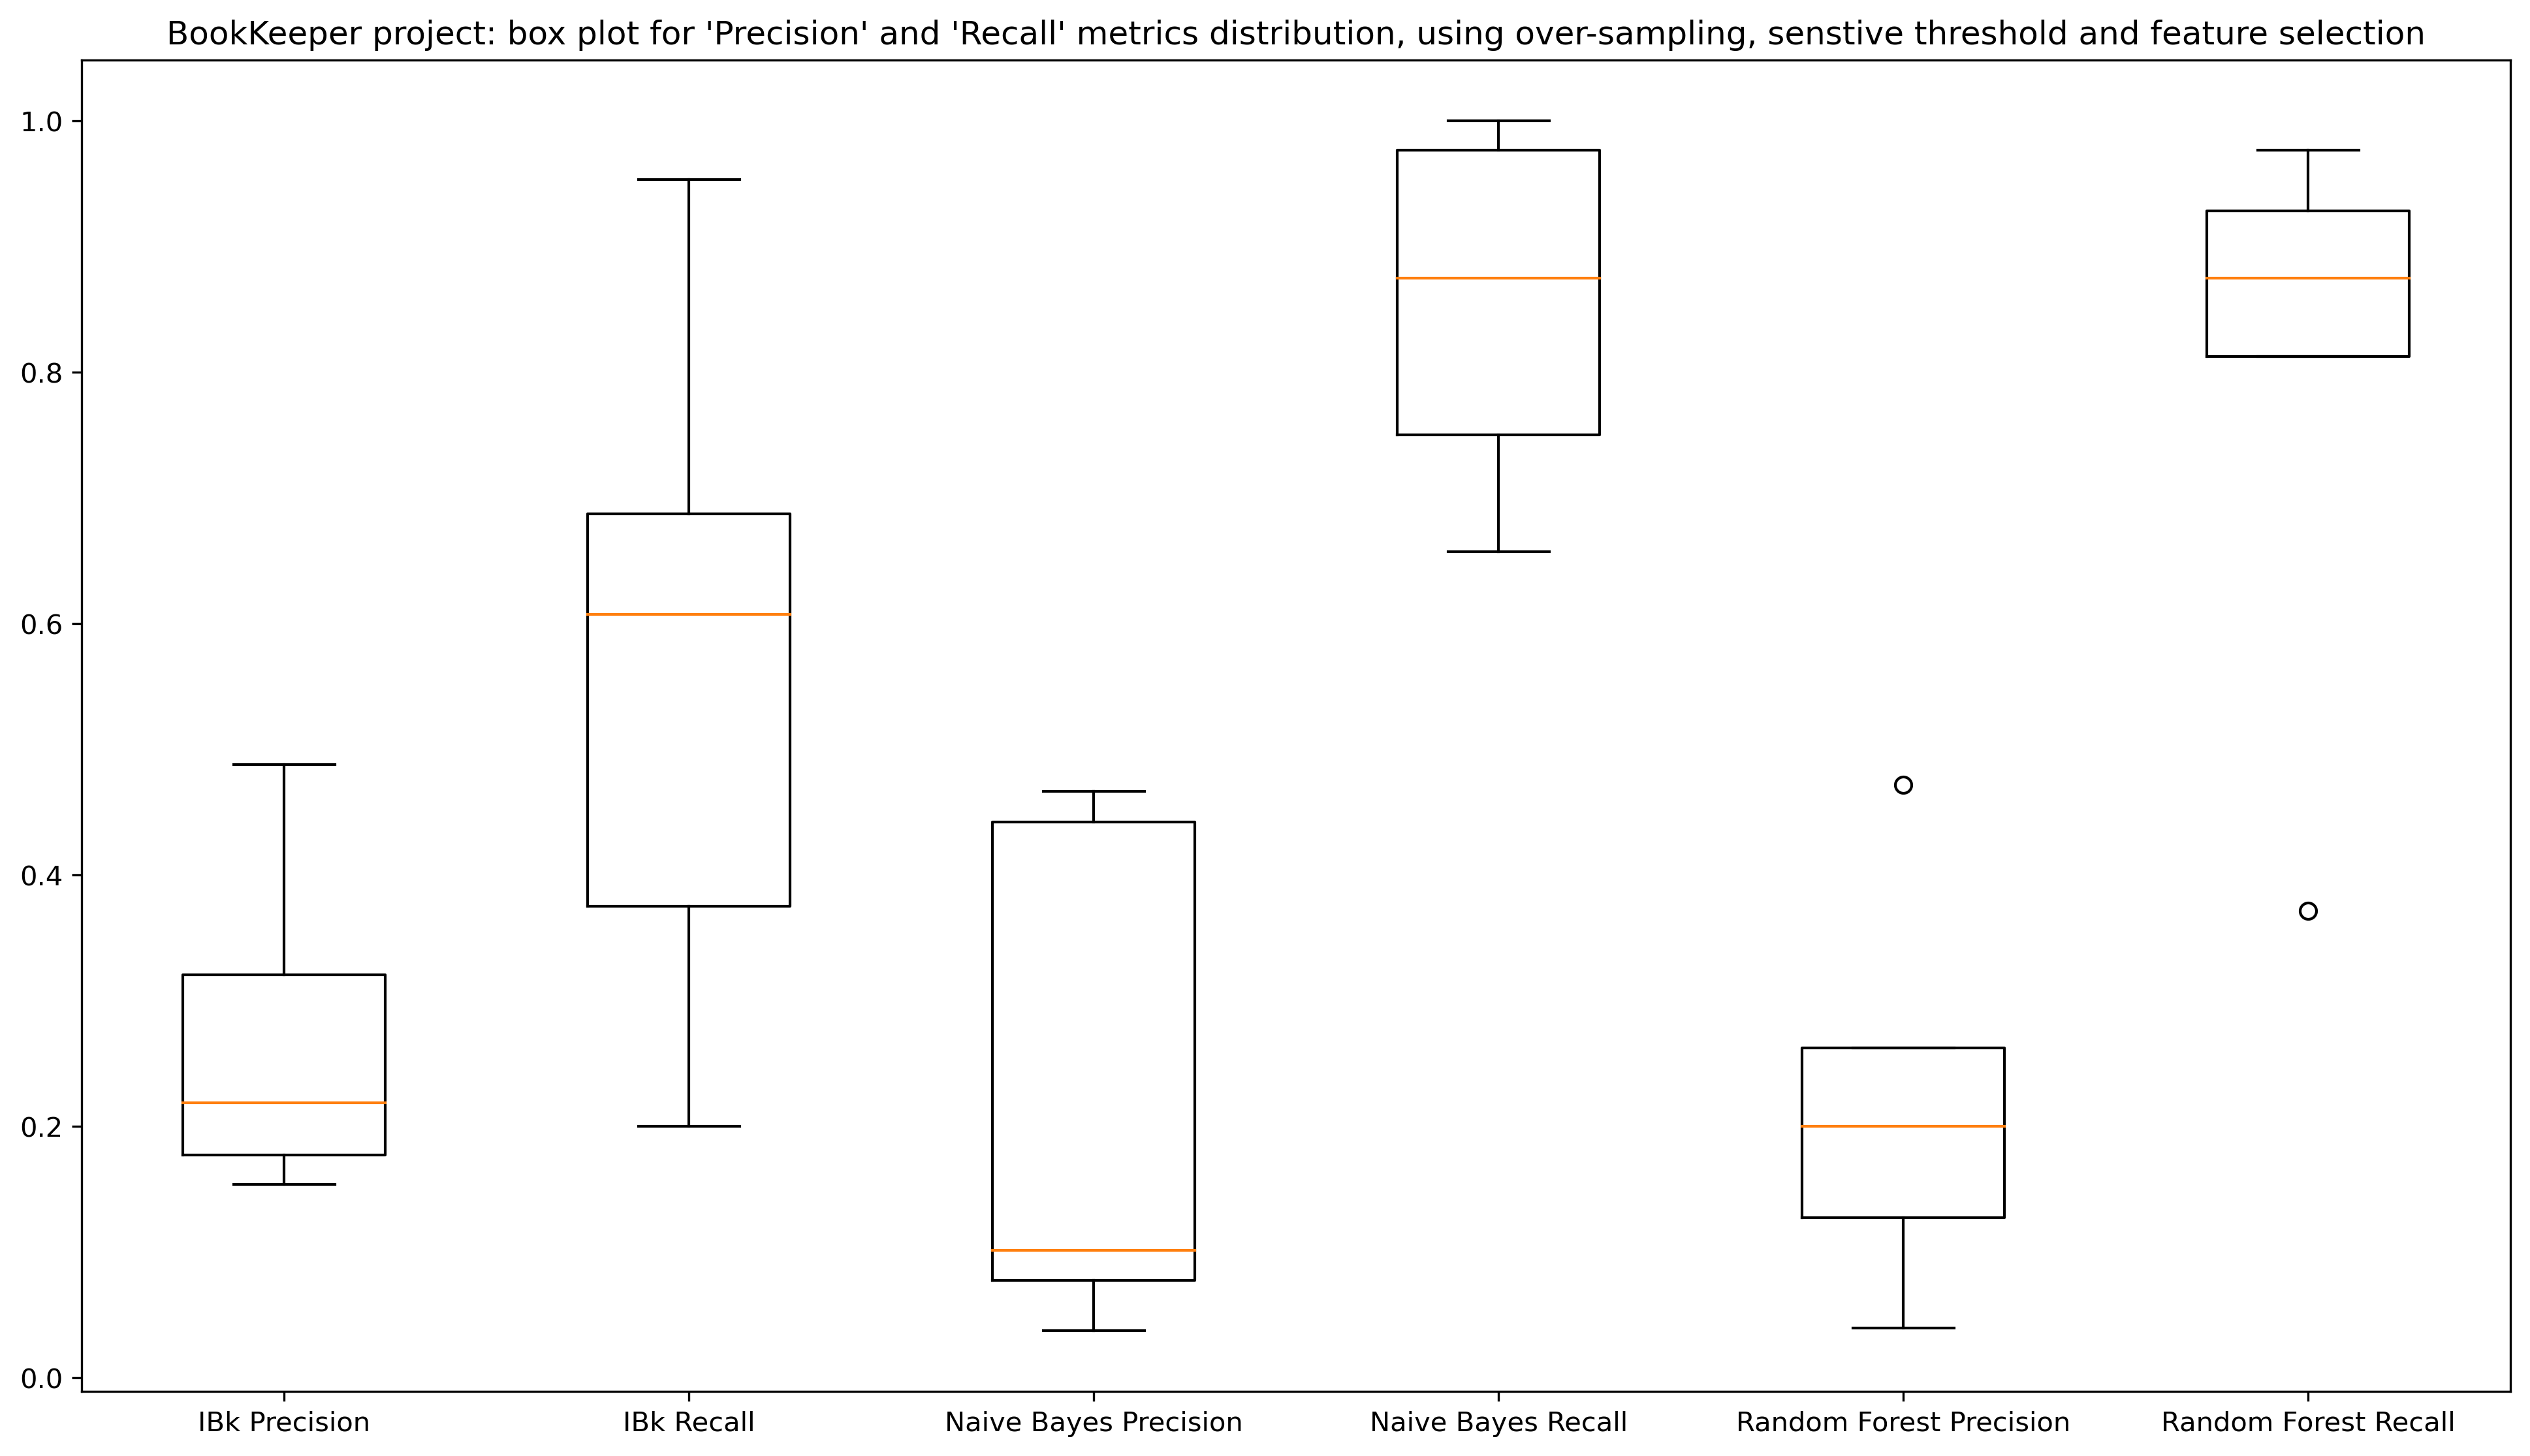 BookKeeper project: box plot for 'Precision' and 'Recall' metrics distribution, using over-sampling, senstive threshold and feature selection
1.0
0.8
0.6
0.4
0.2
0.0
IBk Precision
IBk Recall
Naive Bayes Precision
Naive Bayes Recall
Random Forest Precision
Random Forest Recall